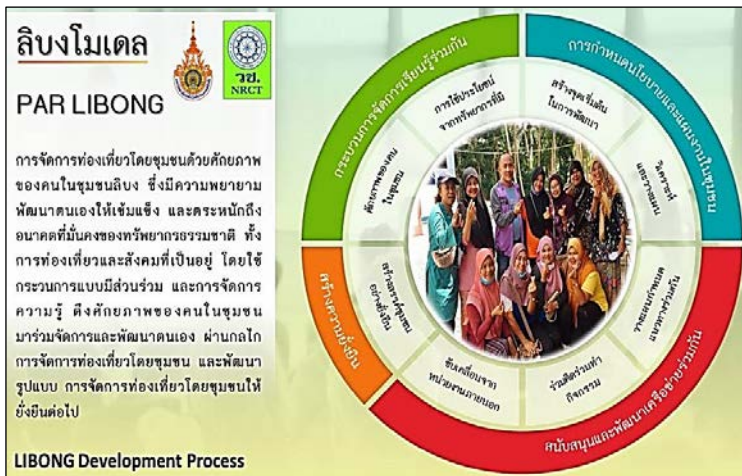 ลิบงโมเดล
วช.
NRCT
PAR LIBONG
การจัดการท่องเที่ยวโดยชุมชนด้วยศักยภาพ
ของคนในชุมชนลิบง ซึ่งมีความพยายาม
พัฒนาตนเองให้เข้มแข็ง และตระหนักถึง
อนาคตที่มั่นคงของทรัพยากรธรรมชาติ ทั้ง
การท่องเที่ยวและสังคมที่เป็นอยู่ โดยใช้
กระบวนการแบบมีส่วนร่วม และการจัดการ
ความรู้ ดึงศักยภาพของคนในชุมชน
มาร่วมจัดการและพัฒนาตนเอง ผ่านกลไก
การจัดการท่องเที่ยวโดยชุมชน และพัฒนา
รูปแบบ การจัดการท่องเที่ยวโดยชุมชนให้
ยั่งยืนต่อไป
LIBONG Development Process
กระบวนการจัดการเรียนรู้ร่วมกัน
การกำหนดนโยบายและแผนงานในชุมชน
สนับสนุนและพัฒนาเครือข่ายร่วมกัน
สร้างความยั่งยืน
ศักยภาพของคน
ในชุมชน
การใช้ประโยชน์
จากทรัพยากรที่มี
สร้างจุดเริ่มต้น
ในการพัฒนา
วิเคราะห์
และวางแผน
วางแผนกำหนด
แนวทางร่วมกัน
ร่วมคิดร่วมทำ
กิจกรรม
ขับเคลื่อนจาก
หน่วยงานภายนอก
อย่างยั่งยืน